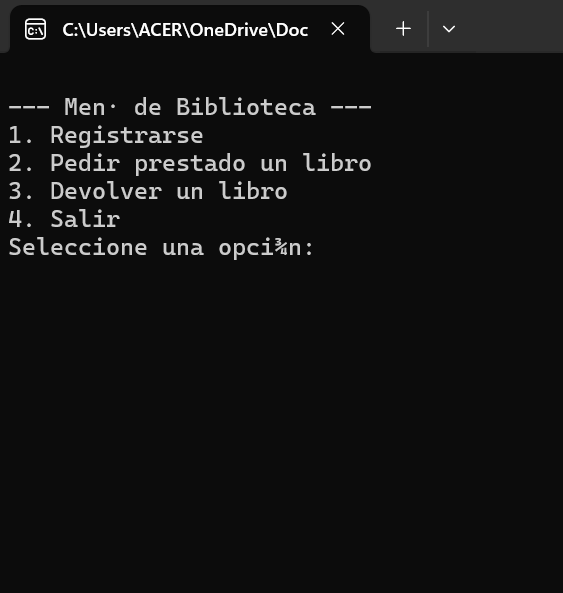 C:\Users\ACER\OneDrive\Doc
--- Men· de Biblioteca ---
1. Registrarse
2. Pedir prestado un libro
3. Devolver un libro
4. Salir
Seleccione una opci¾n: